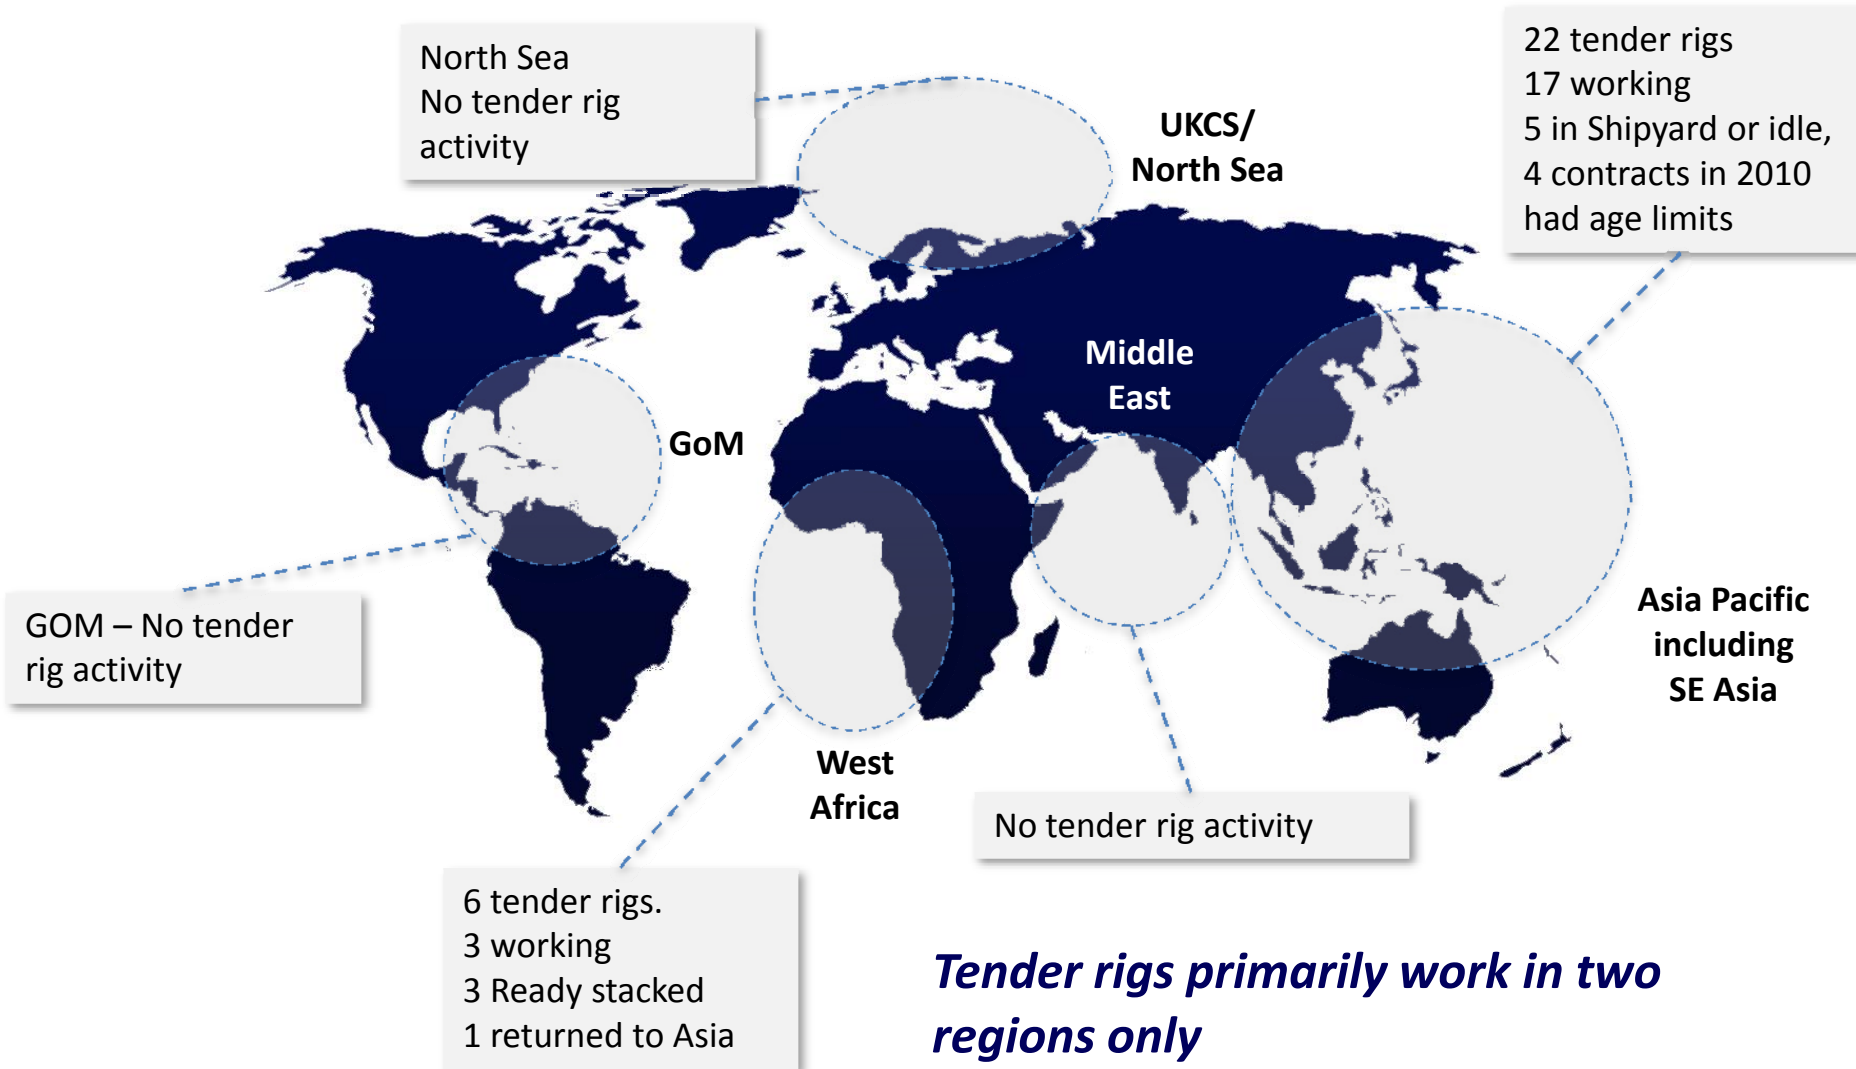 North Sea
No tender rig
activity
22 tender rigs
17 working
5 in Shipyard or idle,
4 contracts in 2010
had age limits
UKCS/
North Sea
Middle
East
GoM
GOM – No tender
rig activity
Asia Pacific
including
SE Asia
West
Africa
No tender rig activity
6 tender rigs.
3 working
3 Ready stacked
1 returned to Asia
Tender rigs primarily work in two
regions only